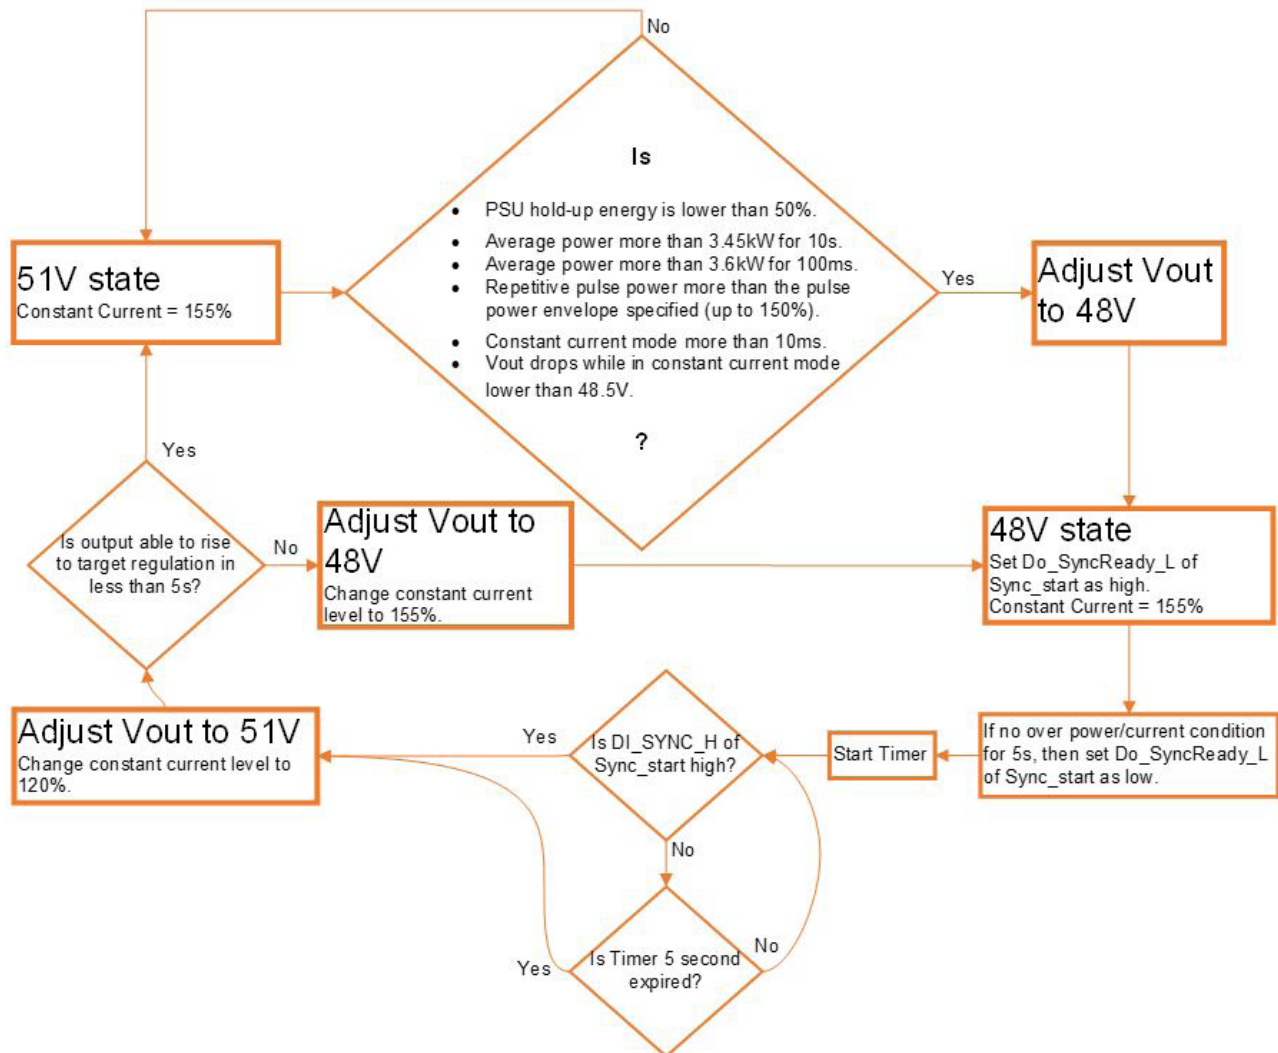 No
Is
• PSU hold-up energy is lower than 50%.
• Average power more than 3.45kW for 10s.
• Average power more than 3.6kW for 100ms.
• Repetitive pulse power more than the pulse
power envelope specified (up to 150%).
• Constant current mode more than 10ms.
• Vout drops while in constant current mode
lower than 48.5V.
?
51V state
Constant Current = 155%
Yes
Adjust Vout
to 48V
Yes
Is output able to rise
to target regulation in
less than 5s?
No
Adjust Vout to
48V
Change constant current
level to 155%.
48V state
Set Do_SyncReady_L of
Sync_start as high.
Constant Current = 155%
Adjust Vout to 51V
Change constant current level to
120%.
Yes
Is DI_SYNC_H of
Sync_start high?
Start Timer
If no over power/current condition
for 5s, then set Do_SyncReady_L
of Sync_start as low.
No
Yes
Is Timer 5 second
expired?
No